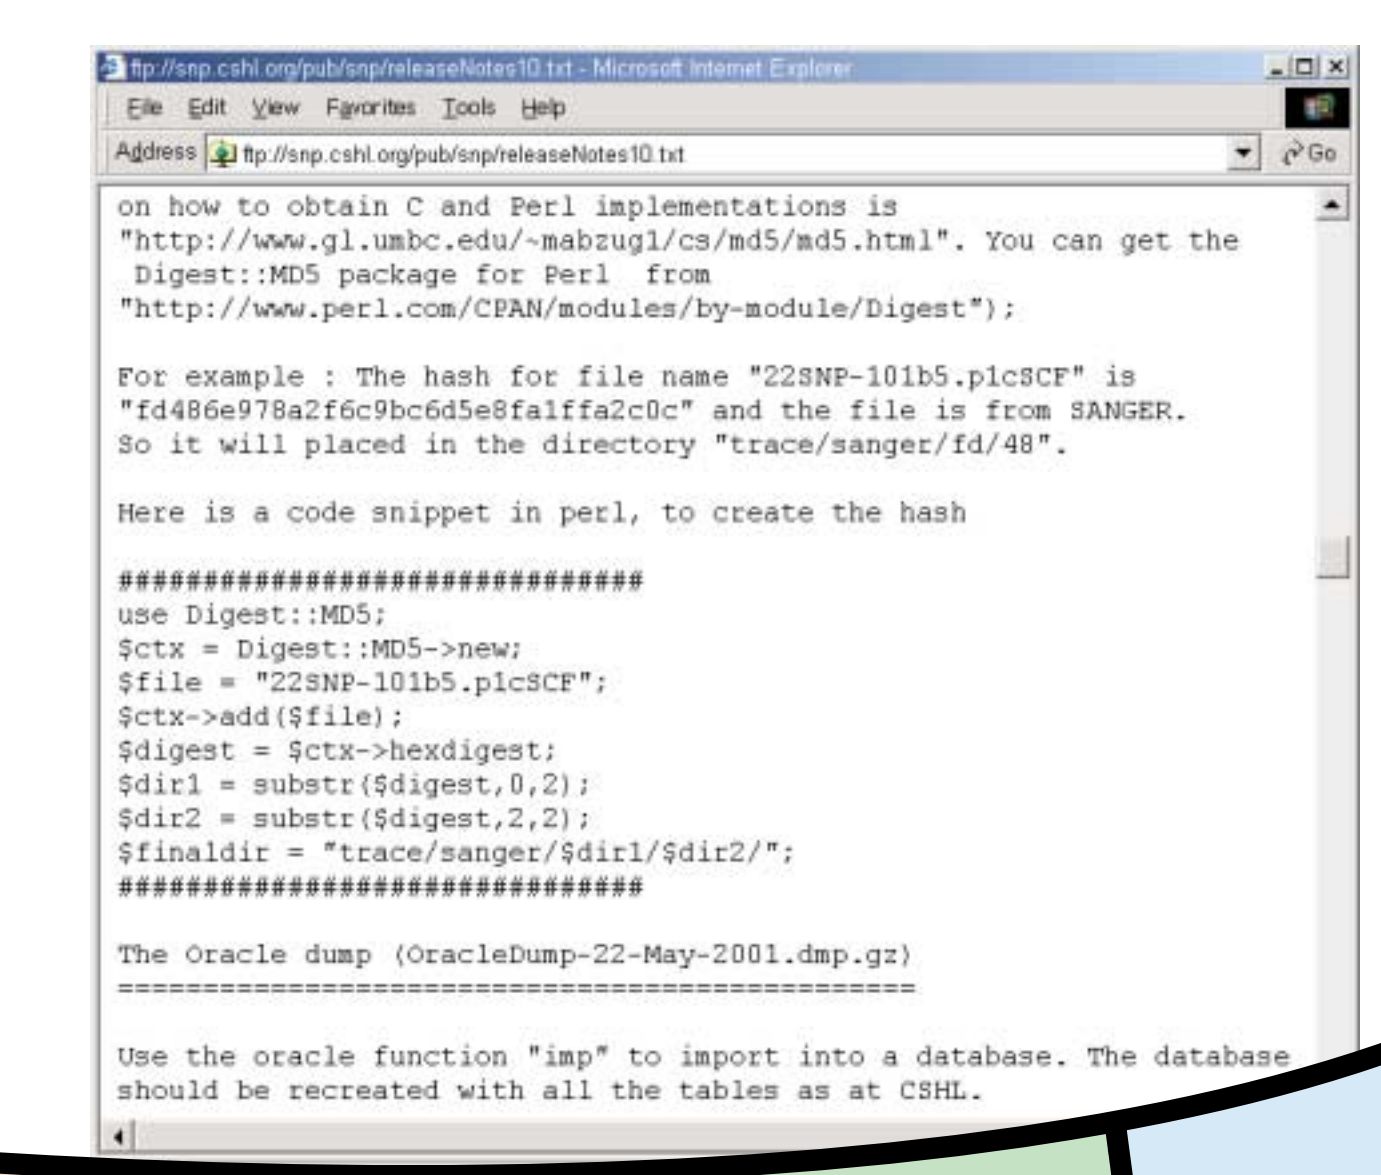 ftp://snp.cshl.org/pub/snp/releaseNotes10.txt - Microsoft Internet Explorer
File Edit View Favorites Tools Help
Address ftp://snp.cshl.org/pub/snp/releaseNotes10.txt Go
on how to obtain C and Perl implementations is
"http://www.gl.umbc.edu/~mabzug1/cs/md5/md5.html". You can get the
Digest::MD5 package for Perl from
"http://www.perl.com/CPAN/modules/by-module/Digest");
For example : The hash for file name "22SNP-101b5.p1cSCF" is
"fd486e978a2f6c9bc6d5e8fa1ffa2c0c" and the file is from SANGER.
So it will placed in the directory "trace/sanger/fd/48".
Here is a code snippet in perl, to create the hash
###############################
use Digest::MD5;
$ctx = Digest::MD5->new;
$file = "22SNP-101b5.p1cSCF";
$ctx->add($file);
$digest = $ctx->hexdigest;
$dir1 = substr($digest,0,2);
$dir2 = substr($digest,2,2);
$finaldir = "trace/sanger/$dir1/$dir2/";
###############################
The Oracle dump (OracleDump-22-May-2001.dmp.gz)
===============================================
Use the oracle function "imp" to import into a database. The database
should be recreated with all the tables as at CSHL.